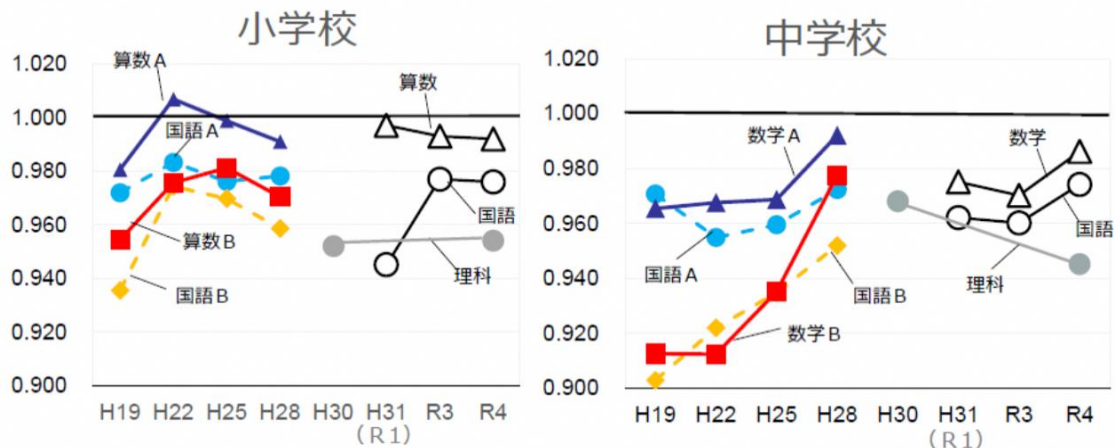 小学校
1.020
1.000
0.980
0.960
0.940
0.920
0.900
算数A
国語A
算数B
国語B
算数
国語
理科
H19 H22 H25 H28 H30 H31 R3 R4
（R1）
中学校
1.020
1.000
0.980
0.960
0.940
0.920
0.900
数学A
国語A
国語B
数学B
数学
国語
理科
H19 H22 H25 H28 H30 H31 R3 R4
（R1）